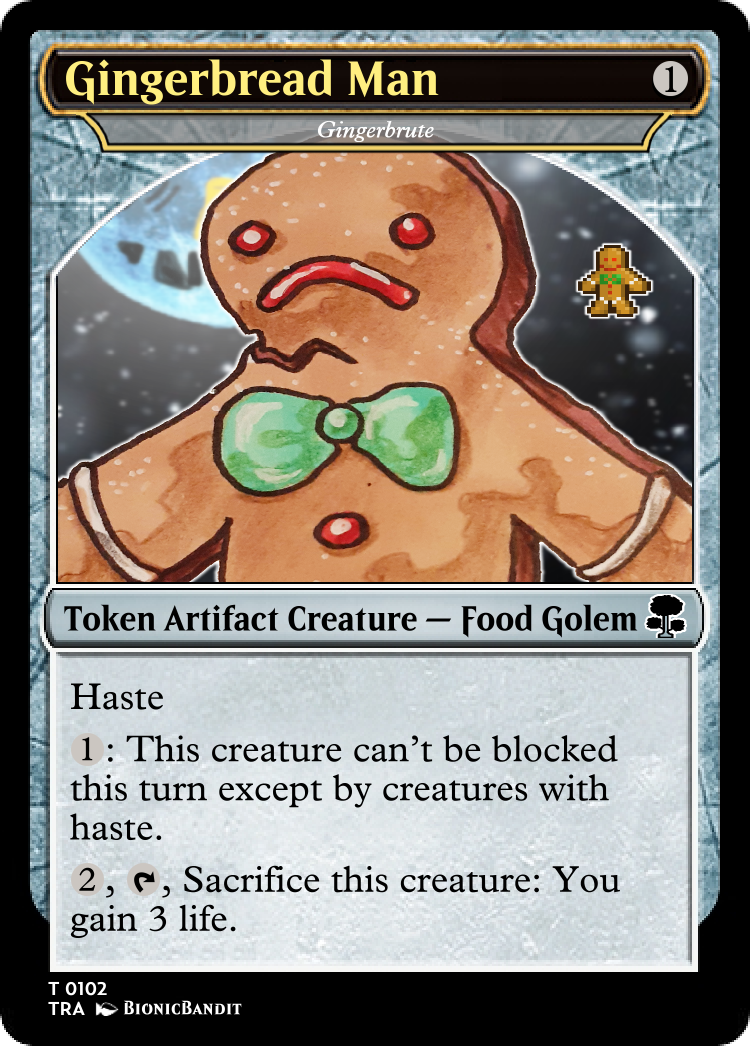 Gingerbread Man 1
Gingerbrute
Token Artifact Creature — Food Golem
Haste
1: This creature can't be blocked
this turn except by creatures with
haste.
2, , Sacrifice this creature: You
gain 3 life.
T 0102
TRA BionicBandit